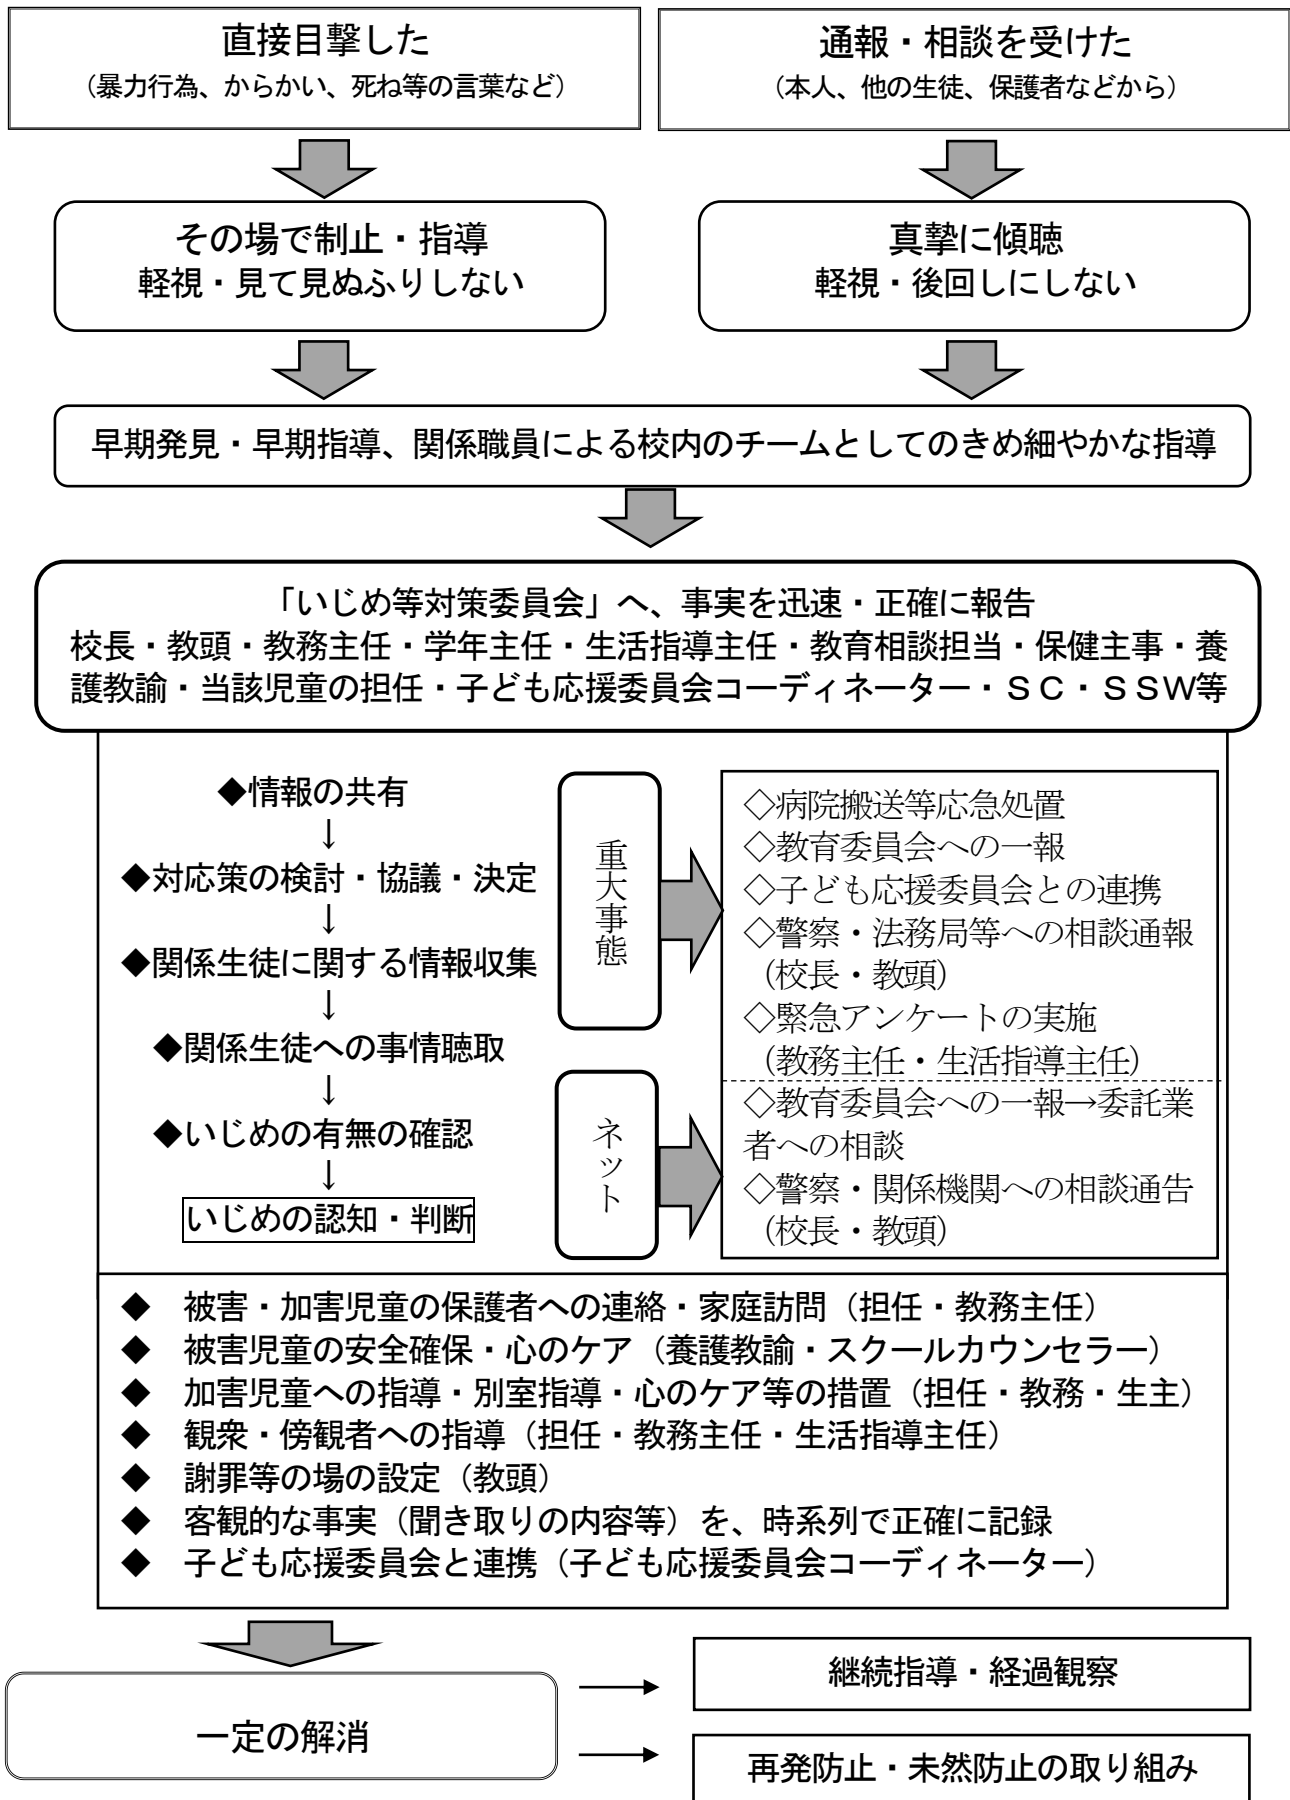 直接目撃した
（暴力行為、からかい、死ね等の言葉など）
通報・相談を受けた
（本人、他の生徒、保護者などから）
その場で制止・指導
軽視・見て見ぬふりしない
真摯に傾聴
軽視・後回しにしない
早期発見・早期指導、関係職員による校内のチームとしてのきめ細やかな指導
「いじめ等対策委員会」へ、事実を迅速・正確に報告
校長・教頭・教務主任・学年主任・生活指導主任・教育相談担当・保健主事・養
護教諭・当該児童の担任・子ども応援委員会コーディネーター・ＳＣ・ＳＳＷ等
◆情報の共有
↓
◆対応策の検討・協議・決定
↓
◆関係生徒に関する情報収集
↓
◆関係生徒への事情聴取
↓
◆いじめの有無の確認
↓
いじめの認知・判断
重大事態
◇病院搬送等応急処置
◇教育委員会への一報
◇子ども応援委員会との連携
◇警察・法務局等への相談通報
（校長・教頭）
◇緊急アンケートの実施
（教務主任・生活指導主任）
ネット
◇教育委員会への一報→委託業
者への相談
◇警察・関係機関への相談通告
（校長・教頭）
◆ 被害・加害児童の保護者への連絡・家庭訪問（担任・教務主任）
◆ 被害児童の安全確保・心のケア（養護教諭・スクールカウンセラー）
◆ 加害児童への指導・別室指導・心のケア等の措置（担任・教務・生主）
◆ 観衆・傍観者への指導（担任・教務主任・生活指導主任）
◆ 謝罪等の場の設定（教頭）
◆ 客観的な事実（聞き取りの内容等）を、時系列で正確に記録
◆ 子ども応援委員会と連携（子ども応援委員会コーディネーター）
一定の解消
継続指導・経過観察
再発防止・未然防止の取り組み